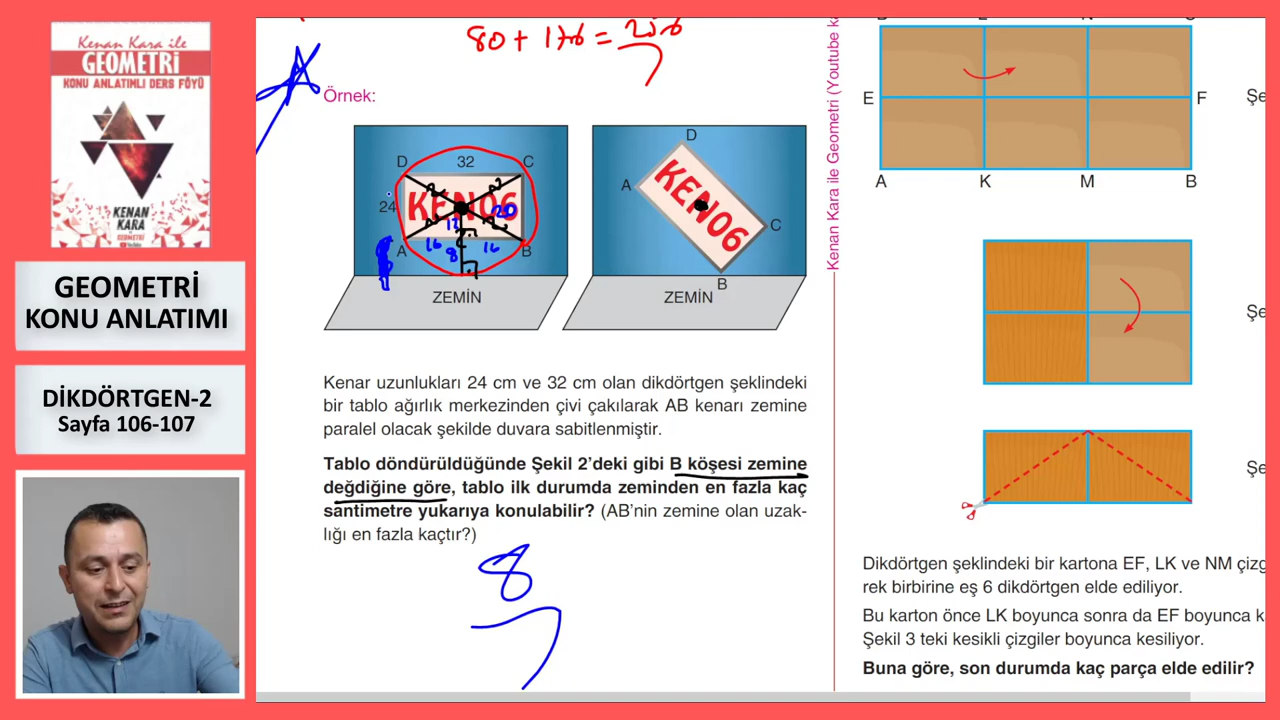 Kenan Kara ile
GEOMETRİ
KONU ANLATIMLI DERS FÖYÜ
KENAN
KARA
GEOMETRİ
YouTube
GEOMETRİ
KONU ANLATIMI
DİKDÖRTGEN-2
Sayfa 106-107
80 + 176 = 256
Örnek:
D 32 C
24
KEN06
20
12
16 8 16
A B
ZEMİN
D
A
KEN06
C
B
ZEMİN
Kenar uzunlukları 24 cm ve 32 cm olan dikdörtgen şeklindeki
bir tablo ağırlık merkezinden çivi çakılarak AB kenarı zemine
paralel olacak şekilde duvara sabitlenmiştir.
Tablo döndürüldüğünde Şekil 2'deki gibi B köşesi zemine
değdiğine göre, tablo ilk durumda zeminden en fazla kaç
santimetre yukarıya konulabilir? (AB'nin zemine olan uzak-
lığı en fazla kaçtır?)
8
Kenan Kara ile Geometri (Youtube ka
E F Şe
A K M B
Şe
Şe
Dikdörtgen şeklindeki bir kartona EF, LK ve NM çizg
rek birbirine eş 6 dikdörtgen elde ediliyor.
Bu karton önce LK boyunca sonra da EF boyunca k
Şekil 3 teki kesikli çizgiler boyunca kesiliyor.
Buna göre, son durumda kaç parça elde edilir?